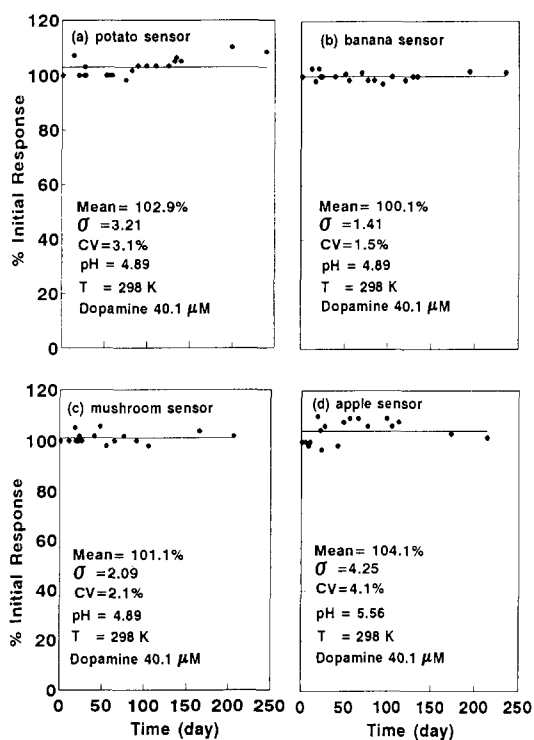 (a) potato sensor
120
100
80
60
40
20
0
% Initial Response
Mean= 102.9%
σ =3.21
CV =3.1%
pH = 4.89
T = 298 K
Dopamine 40.1 μM
(b) banana sensor
Mean= 100.1%
σ =1.41
CV =1.5%
pH = 4.89
T = 298 K
Dopamine 40.1 μM
(c) mushroom sensor
120
100
80
60
40
20
0
% Initial Response
Mean= 101.1%
σ =2.09
CV =2.1%
pH = 4.89
T = 298 K
Dopamine 40.1 μM
0 50 100 150 200 250
Time (day)
(d) apple sensor
Mean= 104.1%
σ =4.25
CV =4.1%
pH = 5.56
T = 298 K
Dopamine 40.1 μM
0 50 100 150 200 250
Time (day)